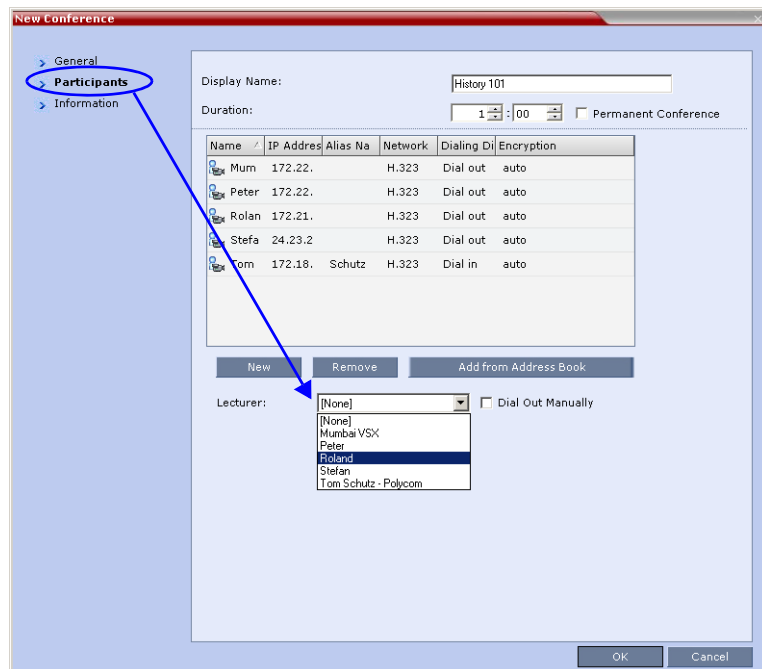 New Conference
General
Participants
Information
Display Name: History 101
Duration: 1 : 00 Permanent Conference
Name IP Addres Alias Na Network Dialing Di Encryption
Mum 172.22. H.323 Dial out auto
Peter 172.22. H.323 Dial out auto
Rolan 172.21. H.323 Dial out auto
Stefa 24.23.2 H.323 Dial out auto
Tom 172.18. Schutz H.323 Dial in auto
New Remove Add from Address Book
Lecturer: [None] Dial Out Manually
[None]
Mumbai VSX
Peter
Roland
Stefan
Tom Schutz - Polycom
OK Cancel